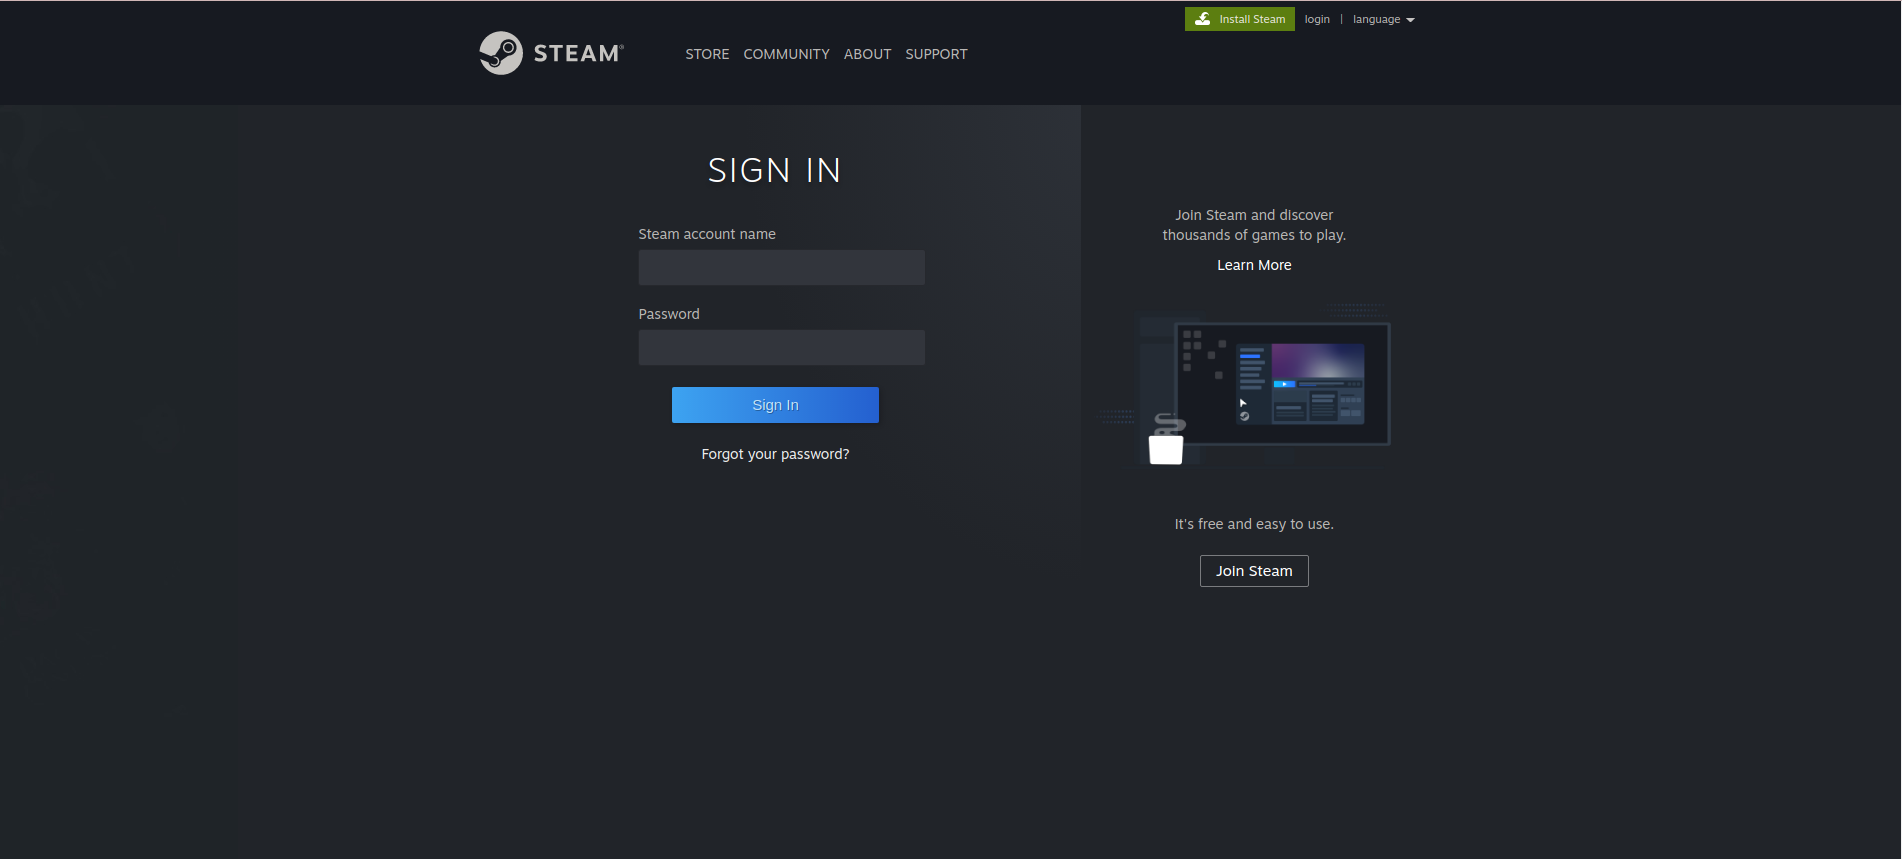 Install Steam login | language
STEAM®
STORE COMMUNITY ABOUT SUPPORT
SIGN IN
Steam account name
Password
Sign In
Forgot your password?
Join Steam and discover
thousands of games to play.
Learn More
It's free and easy to use.
Join Steam